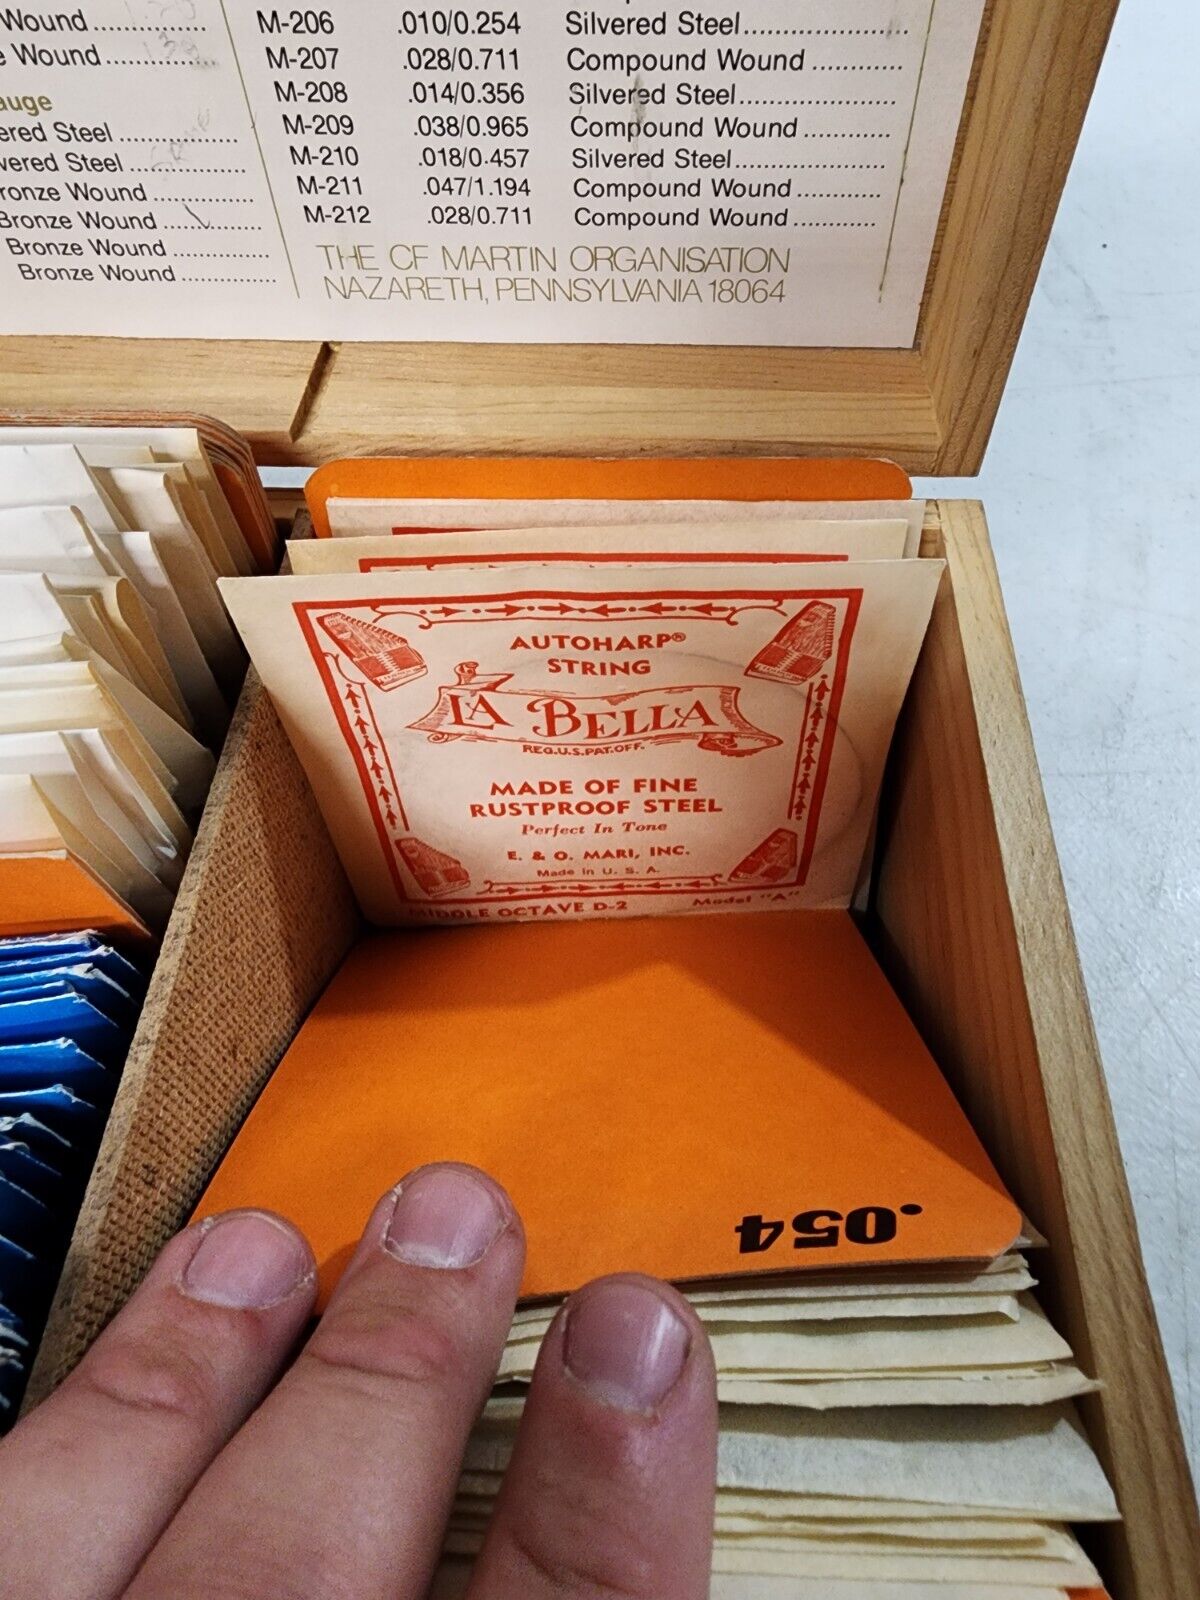 Wound
Wound
auge
ered Steel
vered Steel
ronze Wound
Bronze Wound
Bronze Wound
Bronze Wound
M-206 .010/0.254 Silvered Steel
M-207 .028/0.711 Compound Wound
M-208 .014/0.356 Silvered Steel
M-209 .038/0.965 Compound Wound
M-210 .018/0.457 Silvered Steel
M-211 .047/1.194 Compound Wound
M-212 .028/0.711 Compound Wound
THE CF MARTIN ORGANISATION
NAZARETH, PENNSYLVANIA 18064
AUTOHARP®
STRING
LA BELLA
REG.U.S.PAT.OFF.
MADE OF FINE
RUSTPROOF STEEL
Perfect In Tone
E. & O. MARI, INC.
Made in U. S. A.
MIDDLE OCTAVE D-2 Model "A"
.054